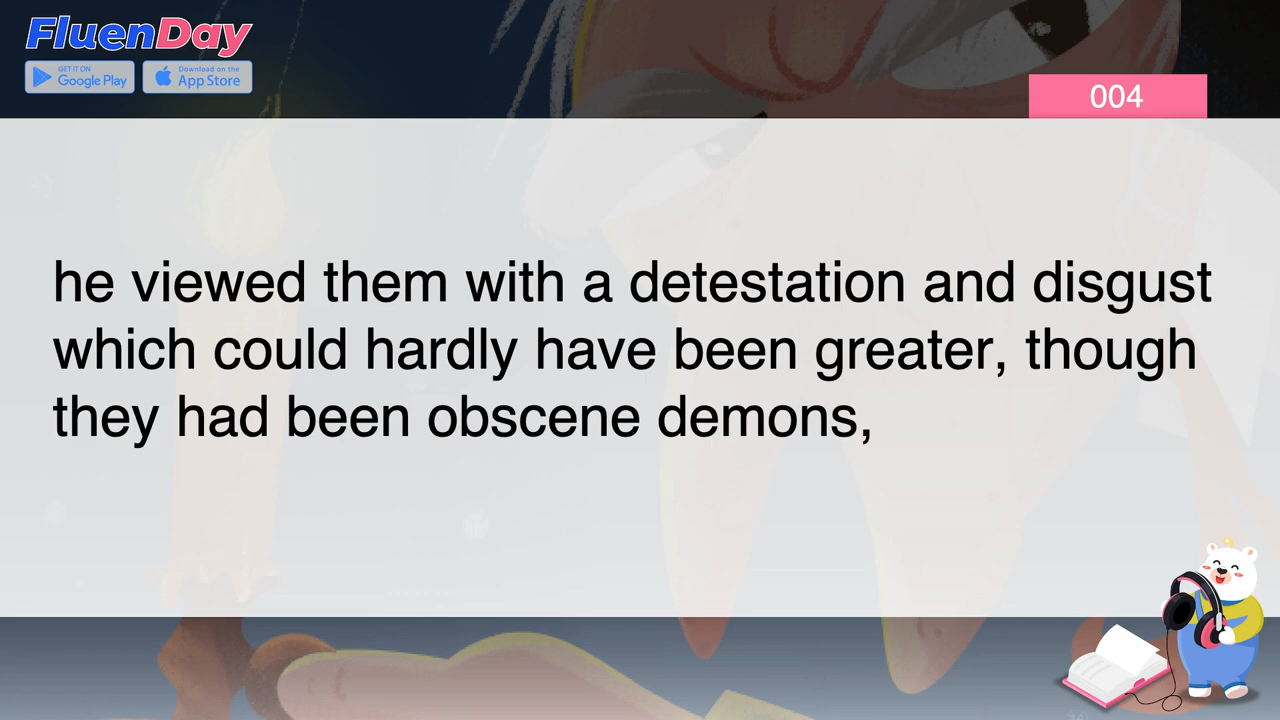 FluenDay
GET IT ON
Google Play
Download on the
App Store
004
he viewed them with a detestation and disgust
which could hardly have been greater, though
they had been obscene demons,